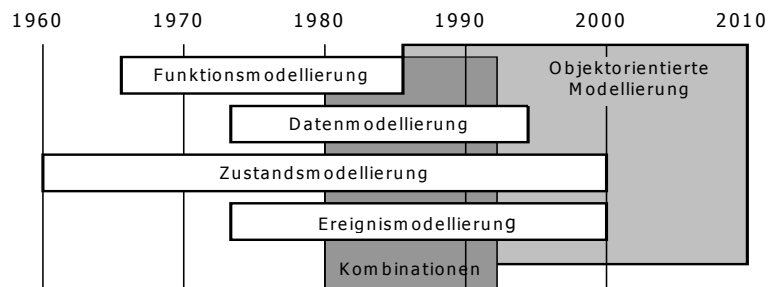 1960 1970 1980 1990 2000 2010
Funktionsmodellierung
Objektorientierte
Modellierung
Datenmodellierung
Zustandsmodellierung
Ereignismodellierung
Kombinationen